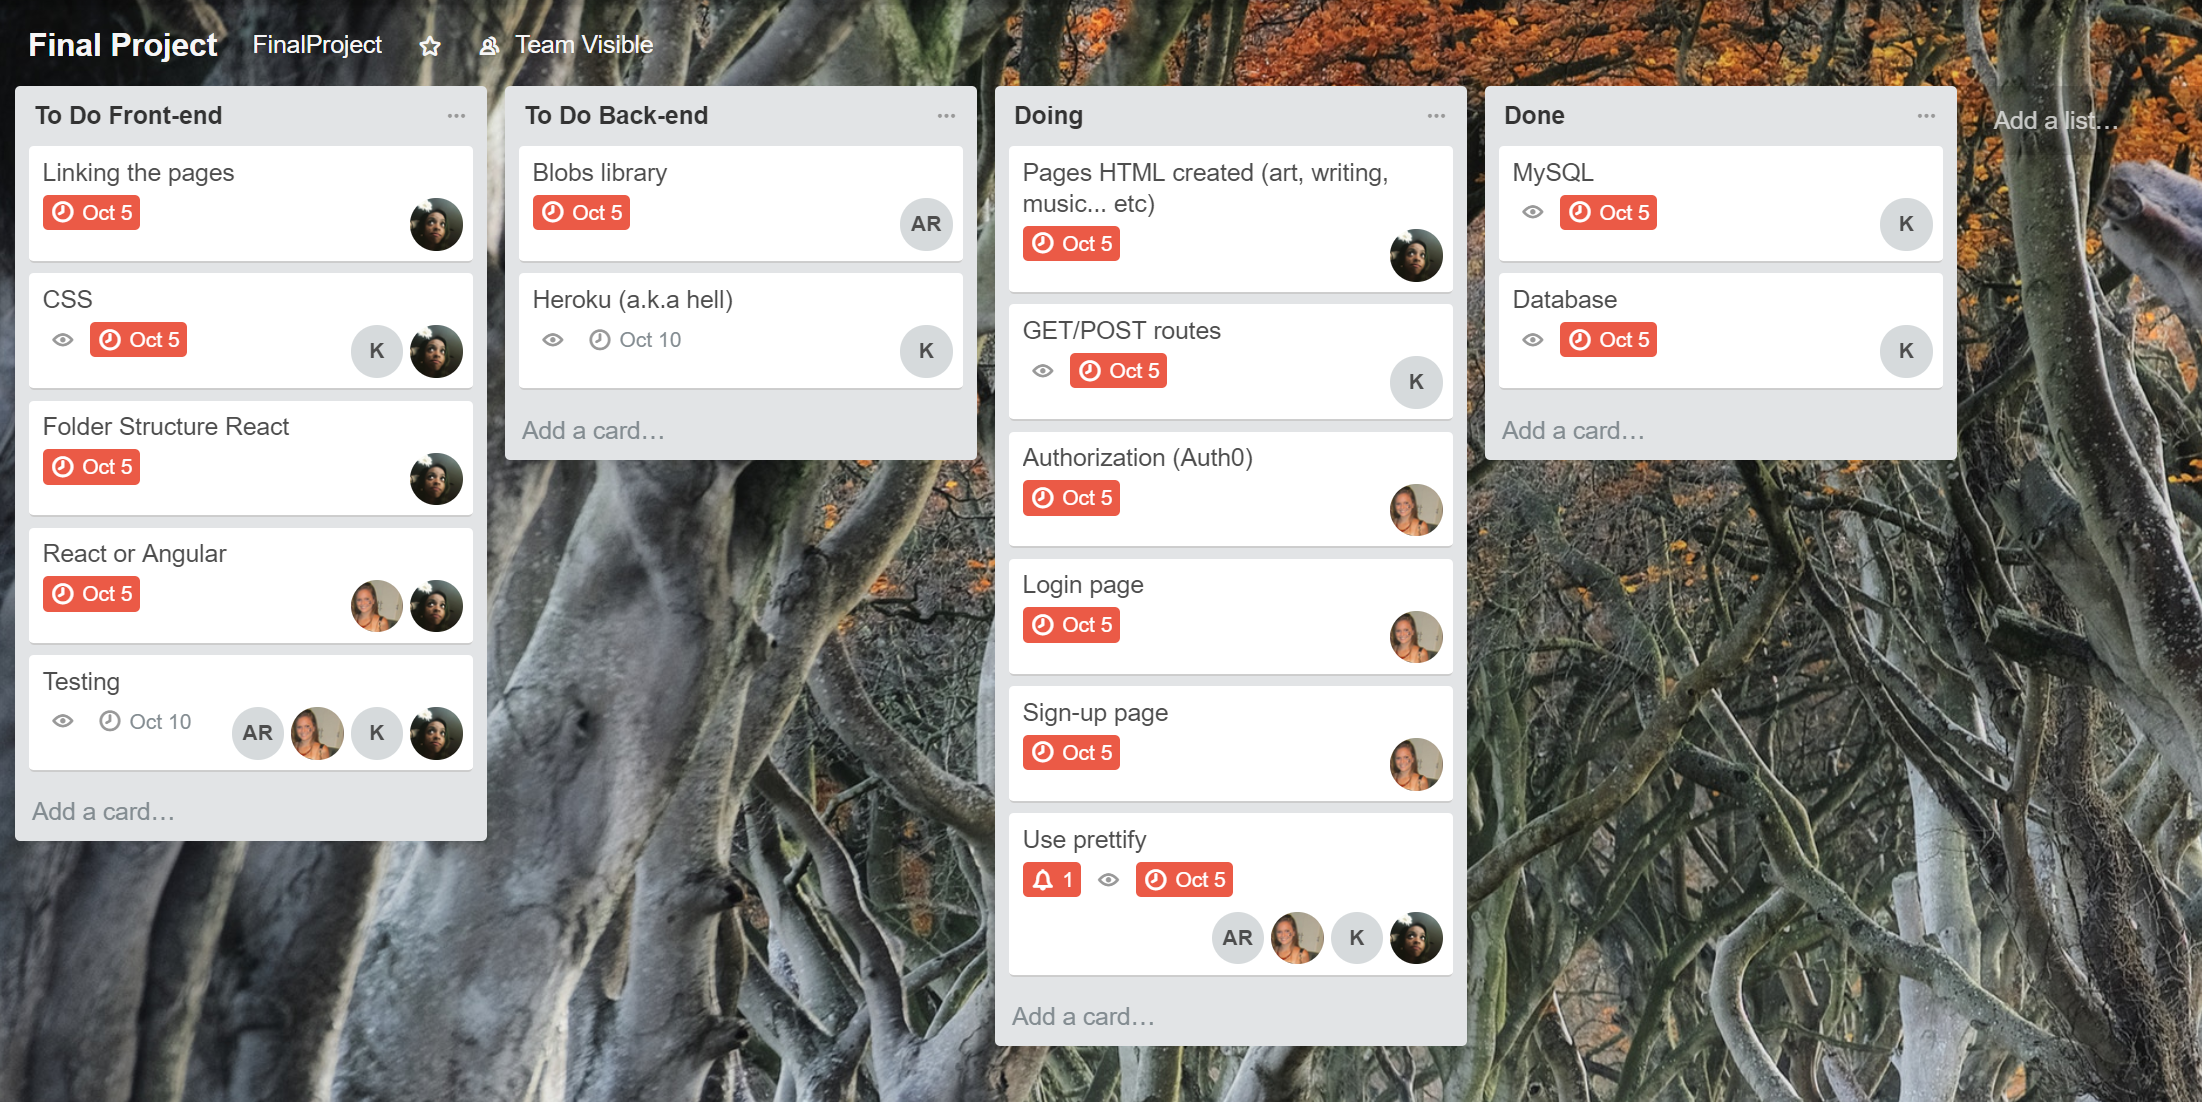 Final Project FinalProject Team Visible
To Do Front-end
Linking the pages
Oct 5
CSS
Oct 5
K
Folder Structure React
Oct 5
React or Angular
Oct 5
Testing
Oct 10
AR K
Add a card…
To Do Back-end
Blobs library
Oct 5
AR
Heroku (a.k.a hell)
Oct 10
K
Add a card…
Doing
Pages HTML created (art, writing,
music... etc)
Oct 5
GET/POST routes
Oct 5
K
Authorization (Auth0)
Oct 5
Login page
Oct 5
Sign-up page
Oct 5
Use prettify
1 Oct 5
AR K
Add a card…
Done
MySQL
Oct 5
K
Database
Oct 5
K
Add a card…
Add a list…